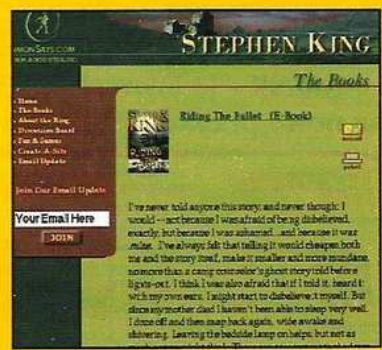 STEPHEN KING
The Books
Home
The Books
About the King
Discussion Board
Fun & Games
Create-A-Site
Email Update
Riding The Bullet (E-Book)
Join Our Email Update
Your Email Here
JOIN
I've never told anyone this story, and never thought I
would -- not because I was afraid of being disbelieved,
exactly, but because I was ashamed...and because it was
mine. I've always felt that telling it would cheapen both
me and the story itself, make it smaller and more mundane,
no more than a camp counselor's ghost story told before
lights-out. I think I was also afraid that if I told it, heard it
with my own ears, I might start to disbelieve it myself. But
since my mother died I haven't been able to sleep very well.
I doze off and then snap back again, wide awake and
shivering. Leaving the bedside lamp on helps, but not as